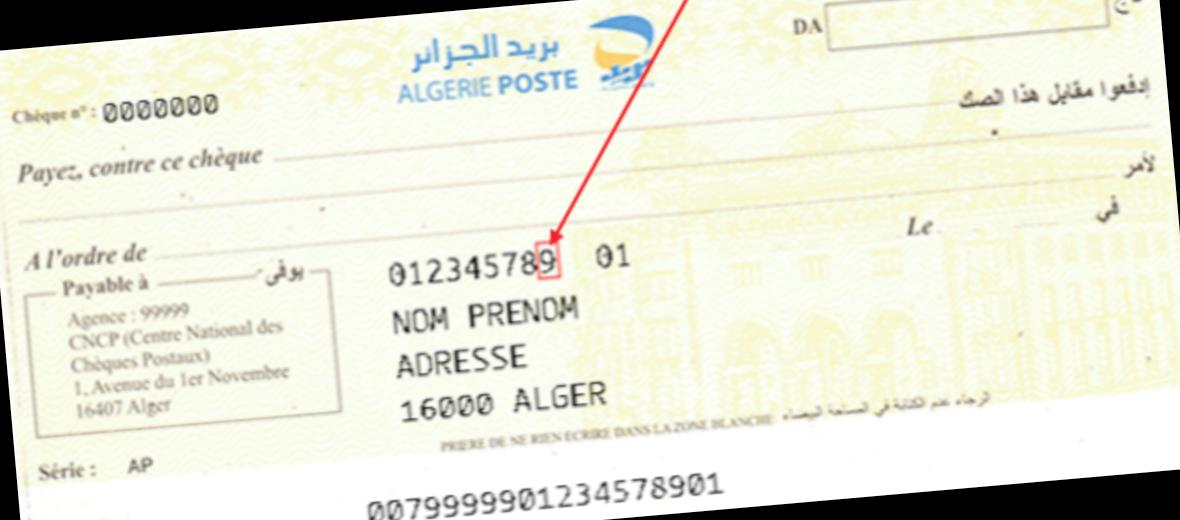 بريد الجزائر
ALGERIE POSTE
DA
Chèque n° : 0000000
Payez, contre ce chèque
إدفعوا مقابل هذا الصك
لأمر
A l'ordre de
Le
في
Payable à
يوفى
Agence : 99999
CNCP (Centre National des
Chèques Postaux)
1, Avenue du 1er Novembre
16407 Alger
012345789 01
NOM PRENOM
ADRESSE
16000 ALGER
PRIERE DE NE RIEN ECRIRE DANS LA ZONE BLANCHE الرجاء عدم الكتابة في المساحة البيضاء
Série : AP
0079999901234578901